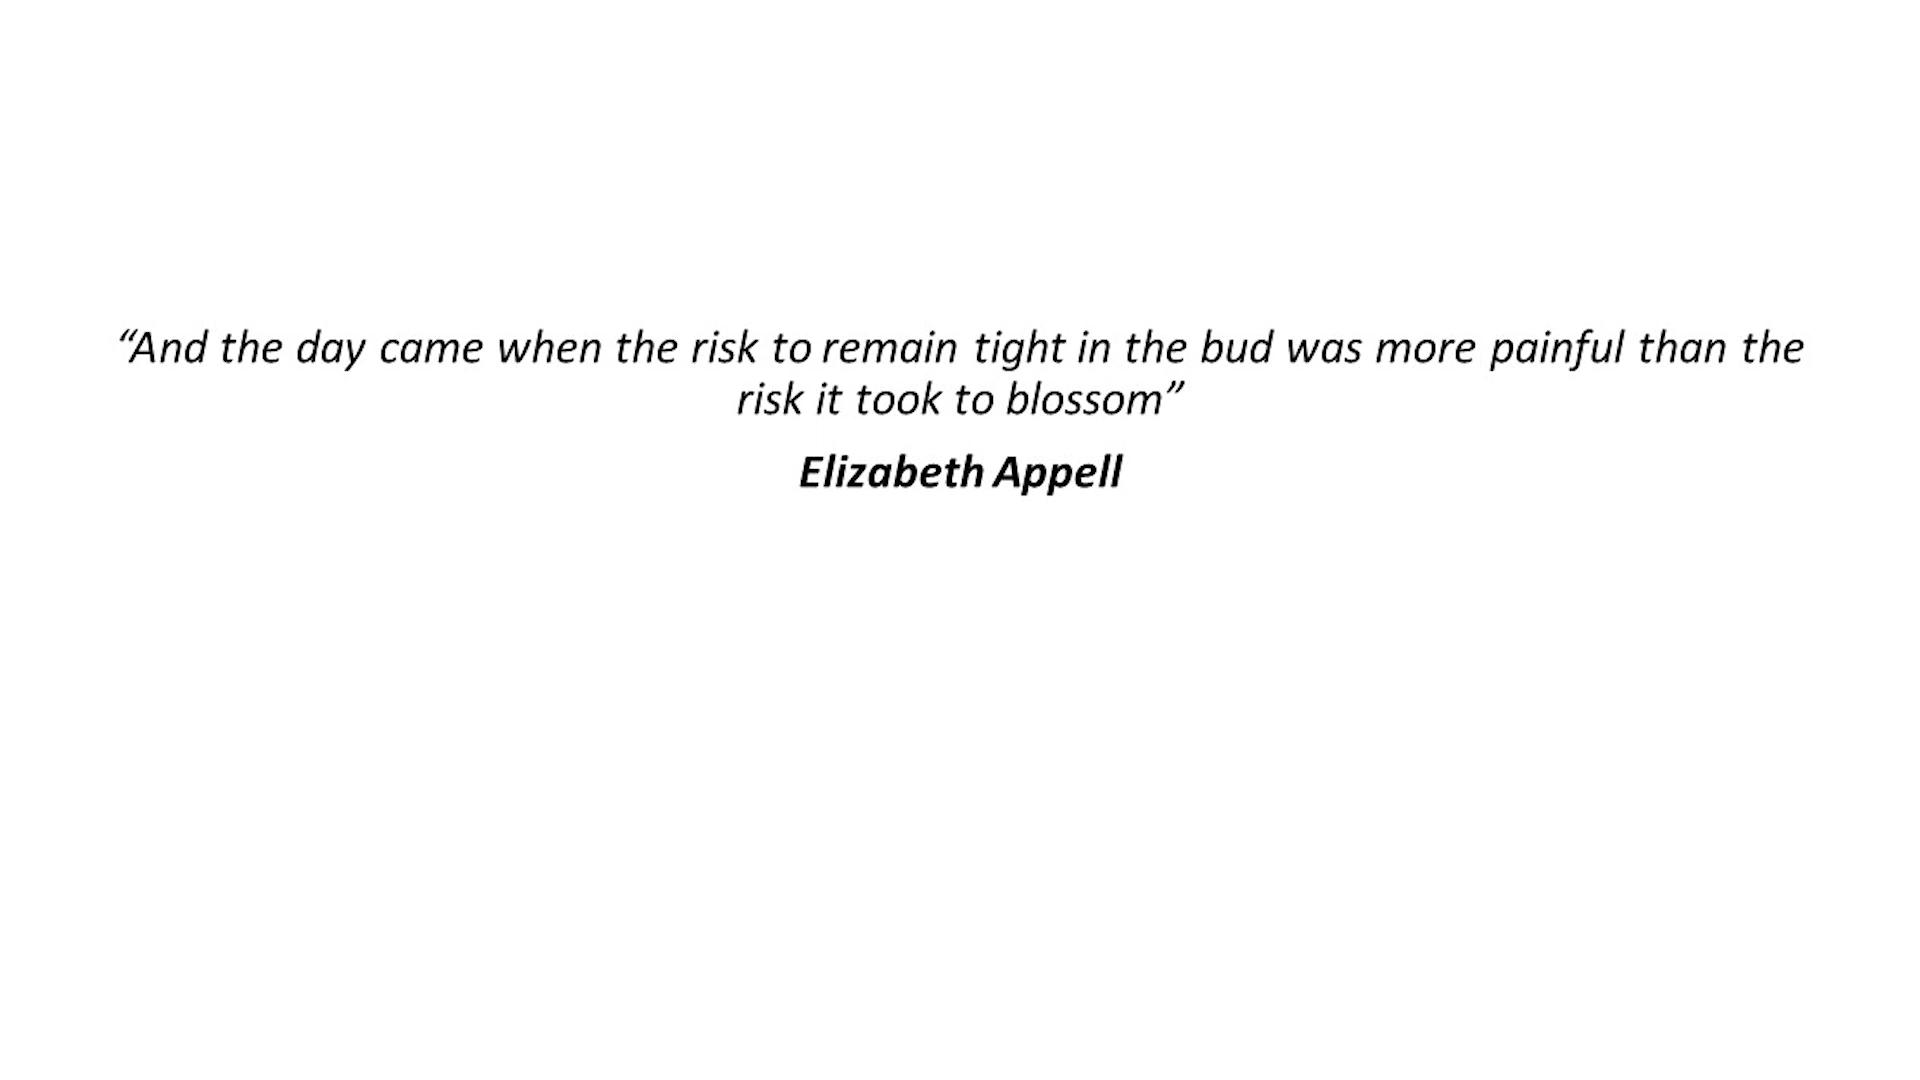 “And the day came when the risk to remain tight in the bud was more painful than the
risk it took to blossom”
Elizabeth Appell